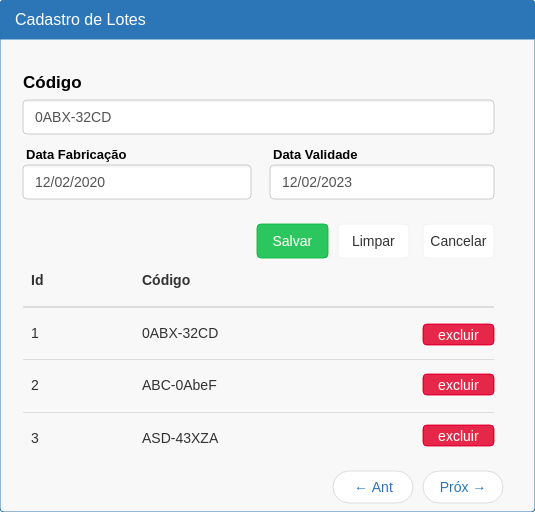 Cadastro de Lotes
Código
0ABX-32CD
Data Fabricação Data Validade
12/02/2020 12/02/2023
Salvar Limpar Cancelar
Id Código
1 0ABX-32CD excluir
2 ABC-0AbeF excluir
3 ASD-43XZA excluir
← Ant Próx →